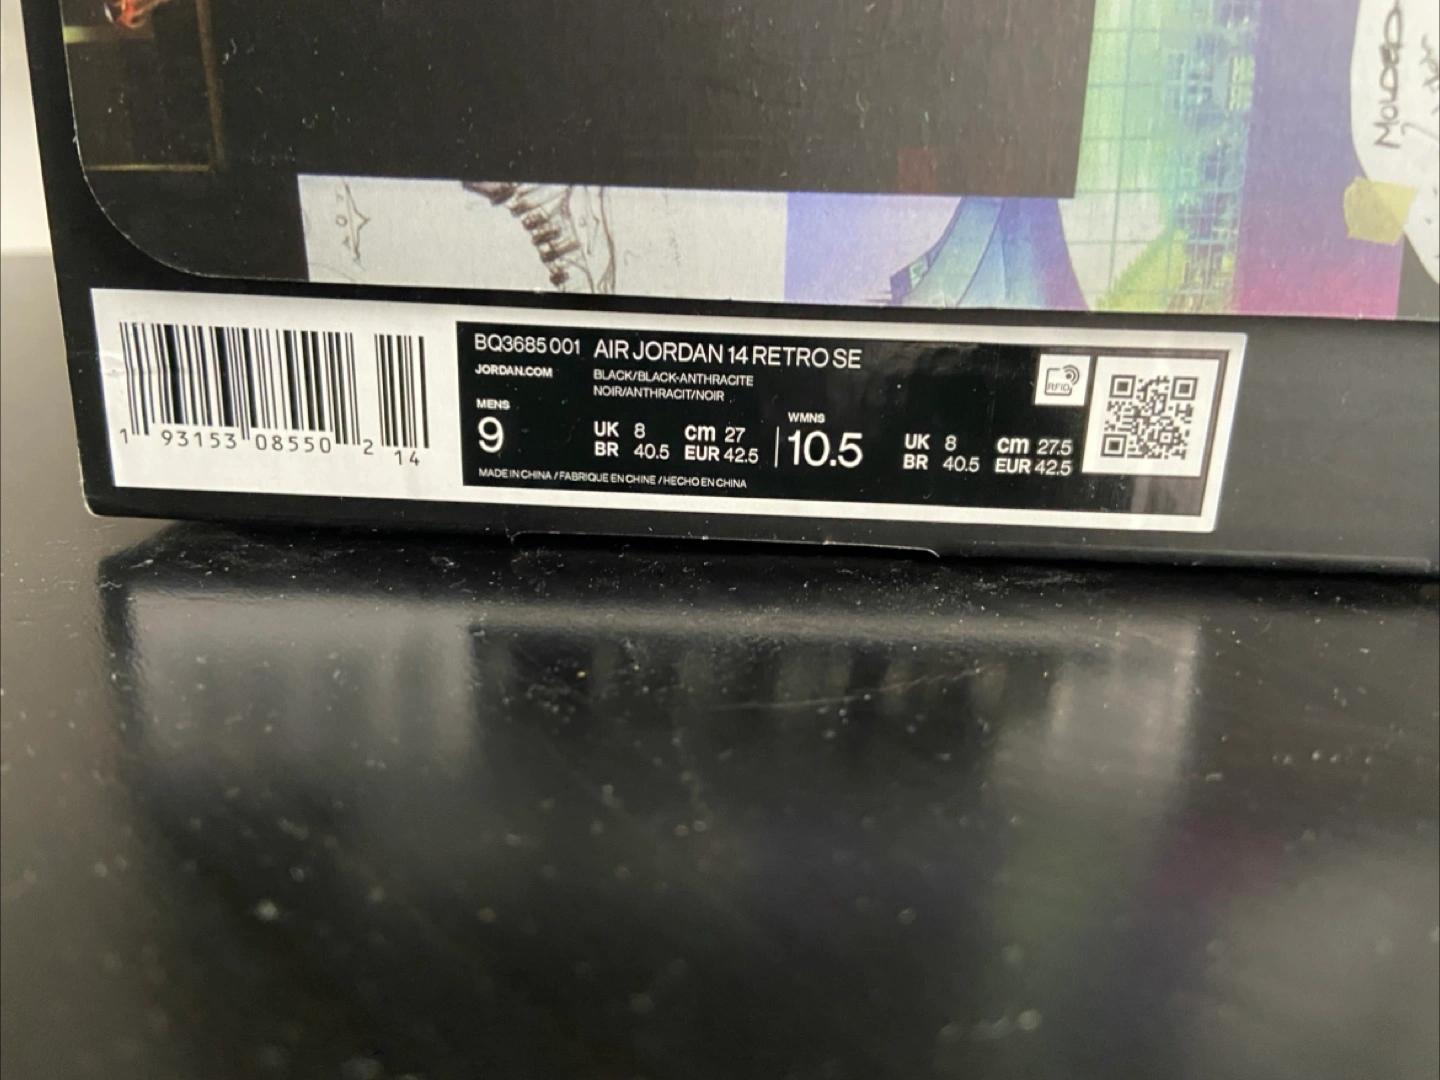 MOLDED
BQ3685 001 AIR JORDAN 14 RETRO SE
JORDAN.COM
BLACK/BLACK-ANTHRACITE
NOIR/ANTHRACIT/NOIR
MENS
9
UK 8 cm 27
BR 40.5 EUR 42.5
WMNS
10.5
UK 8 cm 27.5
BR 40.5 EUR 42.5
MADE IN CHINA / FABRIQUE EN CHINE / HECHO EN CHINA
RFID
1 93153 08550 2 14